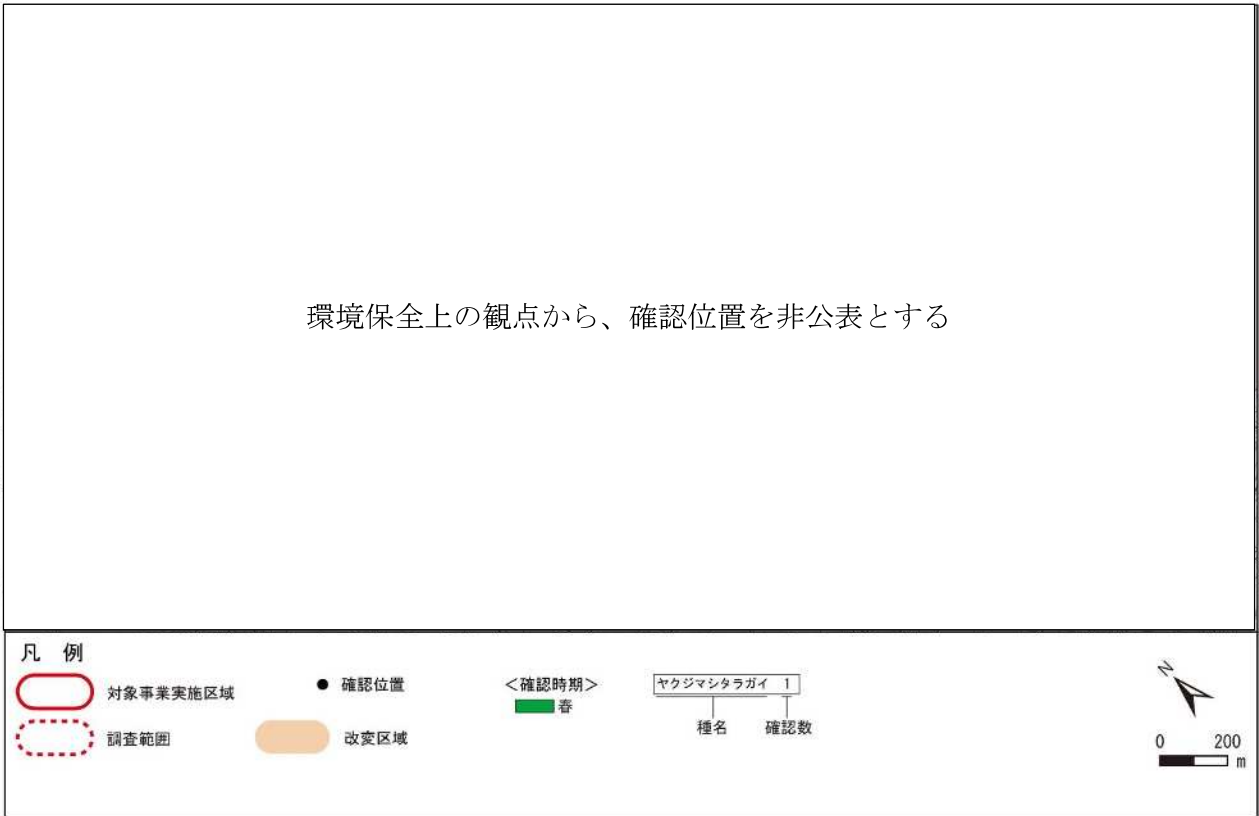 環境保全上の観点から、確認位置を非公表とする
凡 例
対象事業実施区域
調査範囲
確認位置
改変区域
＜確認時期＞
春
ヤクジマシタラガイ 1
種名
確認数
N
0 200
m